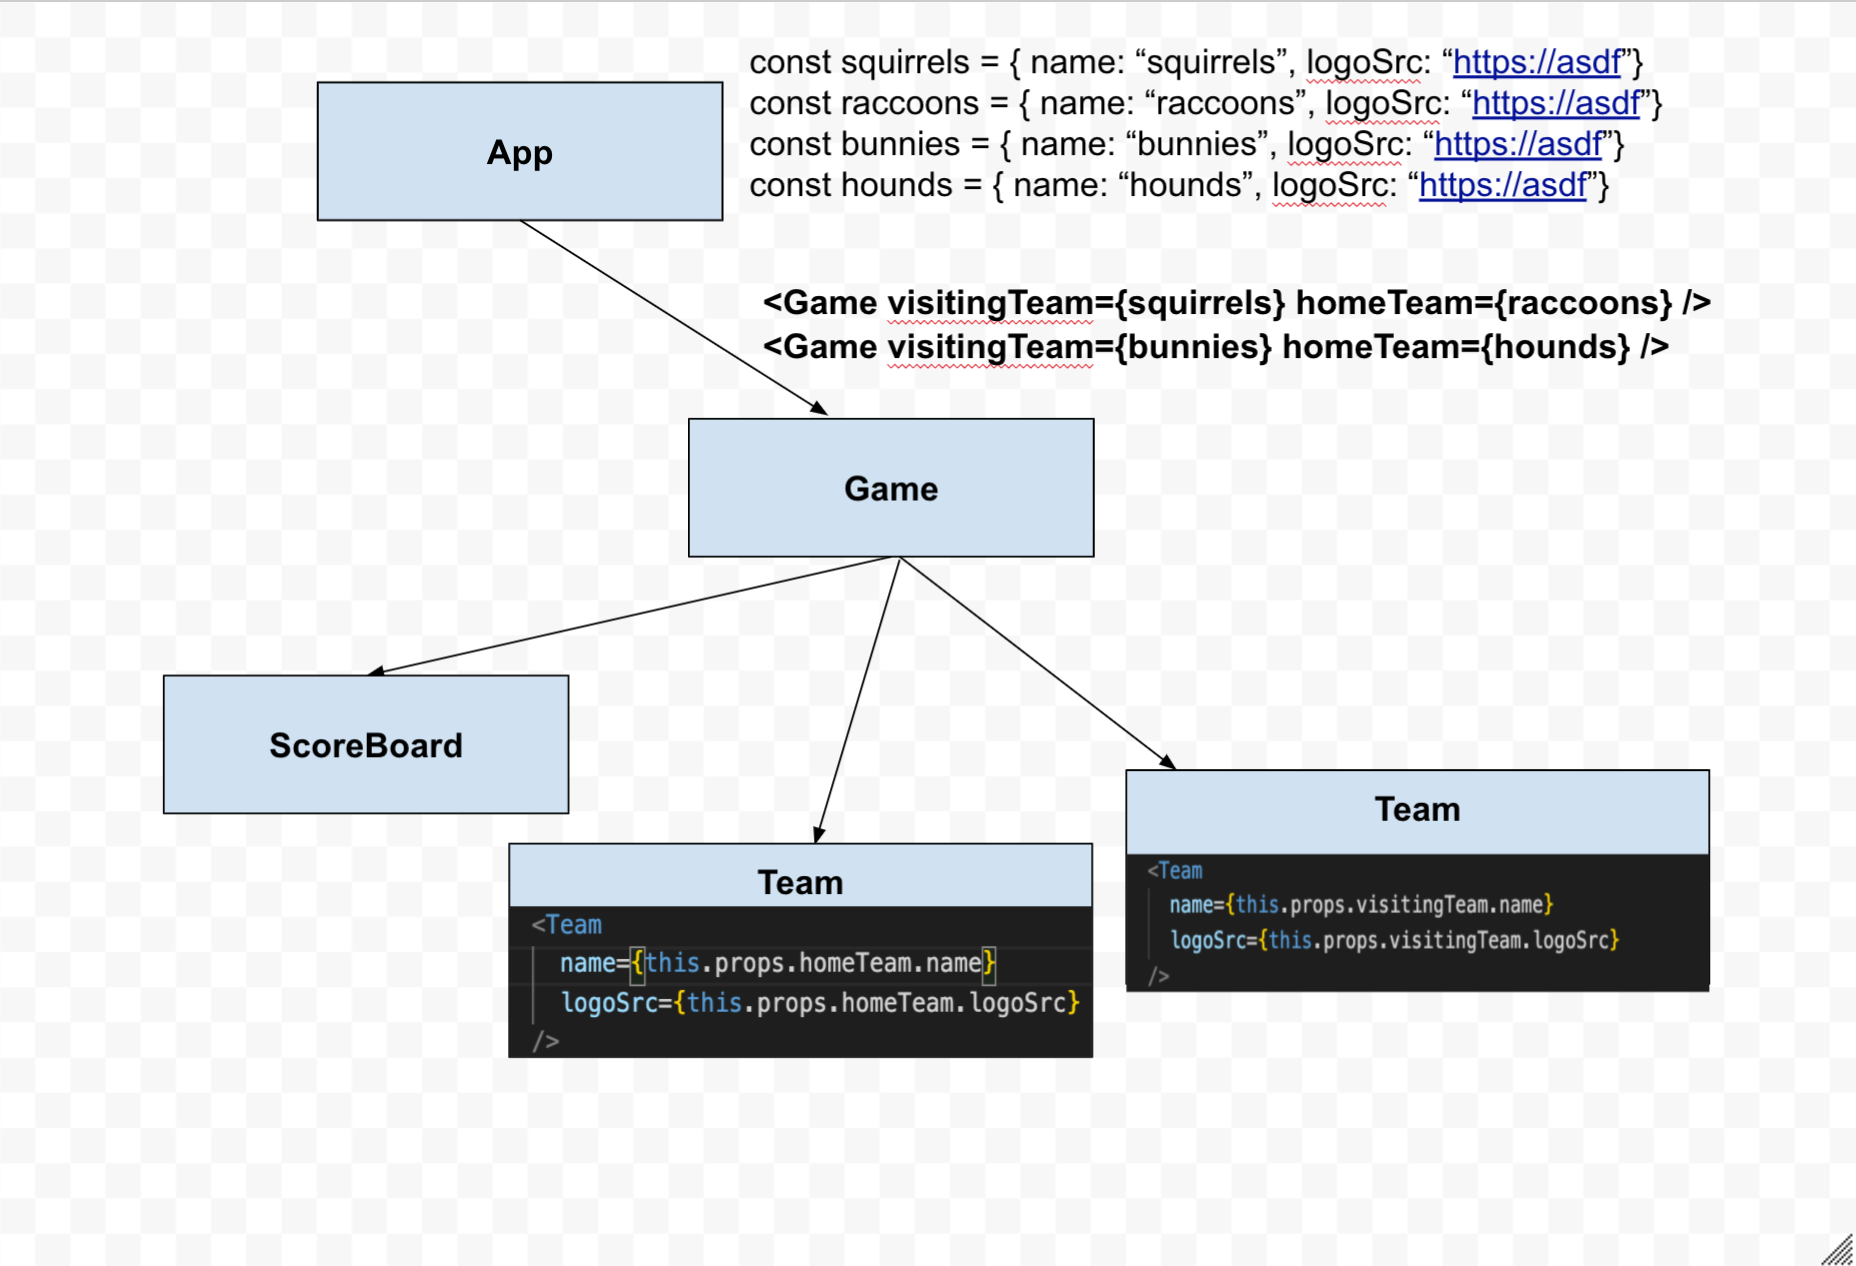 const squirrels = { name: “squirrels”, logoSrc: “https://asdf”}
const raccoons = { name: “raccoons”, logoSrc: “https://asdf”}
const bunnies = { name: “bunnies”, logoSrc: “https://asdf”}
const hounds = { name: “hounds”, logoSrc: “https://asdf”}
App
<Game visitingTeam={squirrels} homeTeam={raccoons} />
<Game visitingTeam={bunnies} homeTeam={hounds} />
Game
ScoreBoard
Team
<Team
name={this.props.homeTeam.name}
logoSrc={this.props.homeTeam.logoSrc}
/>
Team
<Team
name={this.props.visitingTeam.name}
logoSrc={this.props.visitingTeam.logoSrc}
/>